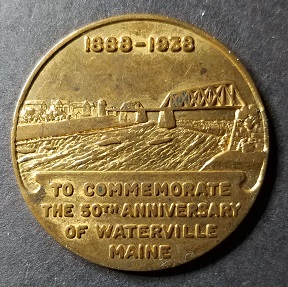 1888-1938
TO COMMEMORATE
THE 50TH ANNIVERSARY
OF WATERVILLE
MAINE